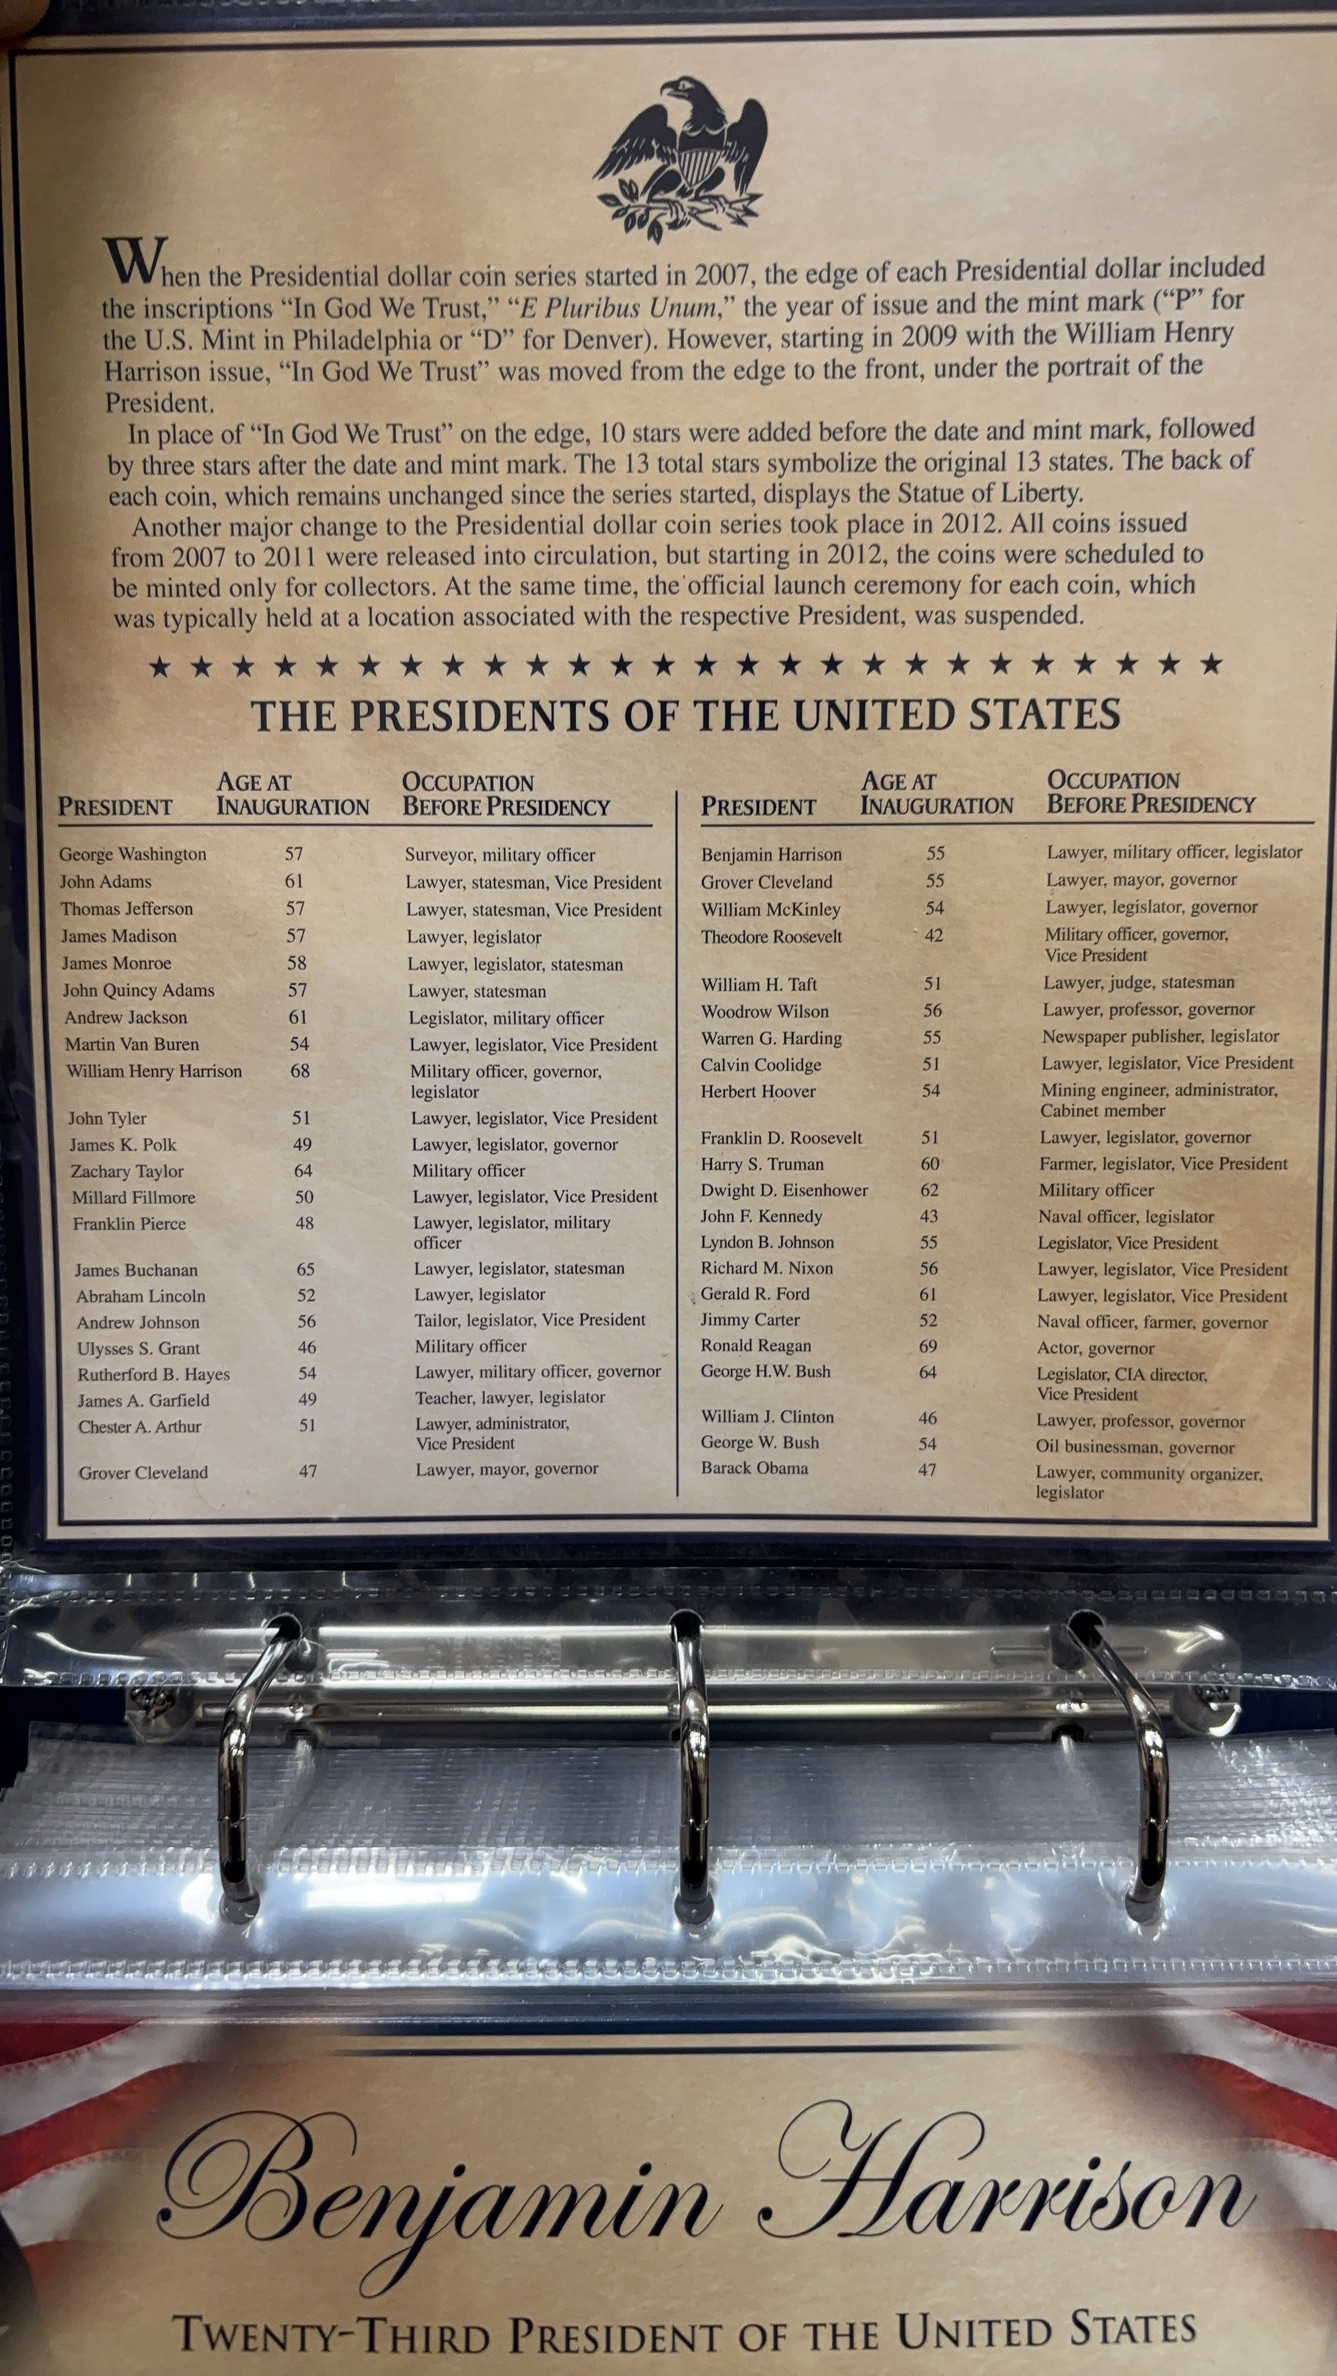 When the Presidential dollar coin series started in 2007, the edge of each Presidential dollar included
the inscriptions “In God We Trust,” “E Pluribus Unum,” the year of issue and the mint mark (“P” for
the U.S. Mint in Philadelphia or “D” for Denver). However, starting in 2009 with the William Henry
Harrison issue, “In God We Trust” was moved from the edge to the front, under the portrait of the
President.
In place of “In God We Trust” on the edge, 10 stars were added before the date and mint mark, followed
by three stars after the date and mint mark. The 13 total stars symbolize the original 13 states. The back of
each coin, which remains unchanged since the series started, displays the Statue of Liberty.
Another major change to the Presidential dollar coin series took place in 2012. All coins issued
from 2007 to 2011 were released into circulation, but starting in 2012, the coins were scheduled to
be minted only for collectors. At the same time, the official launch ceremony for each coin, which
was typically held at a location associated with the respective President, was suspended.
THE PRESIDENTS OF THE UNITED STATES
PRESIDENT AGE AT INAUGURATION OCCUPATION BEFORE PRESIDENCY
George Washington 57 Surveyor, military officer
John Adams 61 Lawyer, statesman, Vice President
Thomas Jefferson 57 Lawyer, statesman, Vice President
James Madison 57 Lawyer, legislator
James Monroe 58 Lawyer, legislator, statesman
John Quincy Adams 57 Lawyer, statesman
Andrew Jackson 61 Legislator, military officer
Martin Van Buren 54 Lawyer, legislator, Vice President
William Henry Harrison 68 Military officer, governor,
legislator
John Tyler 51 Lawyer, legislator, Vice President
James K. Polk 49 Lawyer, legislator, governor
Zachary Taylor 64 Military officer
Millard Fillmore 50 Lawyer, legislator, Vice President
Franklin Pierce 48 Lawyer, legislator, military
officer
James Buchanan 65 Lawyer, legislator, statesman
Abraham Lincoln 52 Lawyer, legislator
Andrew Johnson 56 Tailor, legislator, Vice President
Ulysses S. Grant 46 Military officer
Rutherford B. Hayes 54 Lawyer, military officer, governor
James A. Garfield 49 Teacher, lawyer, legislator
Chester A. Arthur 51 Lawyer, administrator,
Vice President
Grover Cleveland 47 Lawyer, mayor, governor
PRESIDENT AGE AT INAUGURATION OCCUPATION BEFORE PRESIDENCY
Benjamin Harrison 55 Lawyer, military officer, legislator
Grover Cleveland 55 Lawyer, mayor, governor
William McKinley 54 Lawyer, legislator, governor
Theodore Roosevelt 42 Military officer, governor,
Vice President
William H. Taft 51 Lawyer, judge, statesman
Woodrow Wilson 56 Lawyer, professor, governor
Warren G. Harding 55 Newspaper publisher, legislator
Calvin Coolidge 51 Lawyer, legislator, Vice President
Herbert Hoover 54 Mining engineer, administrator,
Cabinet member
Franklin D. Roosevelt 51 Lawyer, legislator, governor
Harry S. Truman 60 Farmer, legislator, Vice President
Dwight D. Eisenhower 62 Military officer
John F. Kennedy 43 Naval officer, legislator
Lyndon B. Johnson 55 Legislator, Vice President
Richard M. Nixon 56 Lawyer, legislator, Vice President
Gerald R. Ford 61 Lawyer, legislator, Vice President
Jimmy Carter 52 Naval officer, farmer, governor
Ronald Reagan 69 Actor, governor
George H.W. Bush 64 Legislator, CIA director,
Vice President
William J. Clinton 46 Lawyer, professor, governor
George W. Bush 54 Oil businessman, governor
Barack Obama 47 Lawyer, community organizer,
legislator
Benjamin Harrison
TWENTY-THIRD PRESIDENT OF THE UNITED STATES